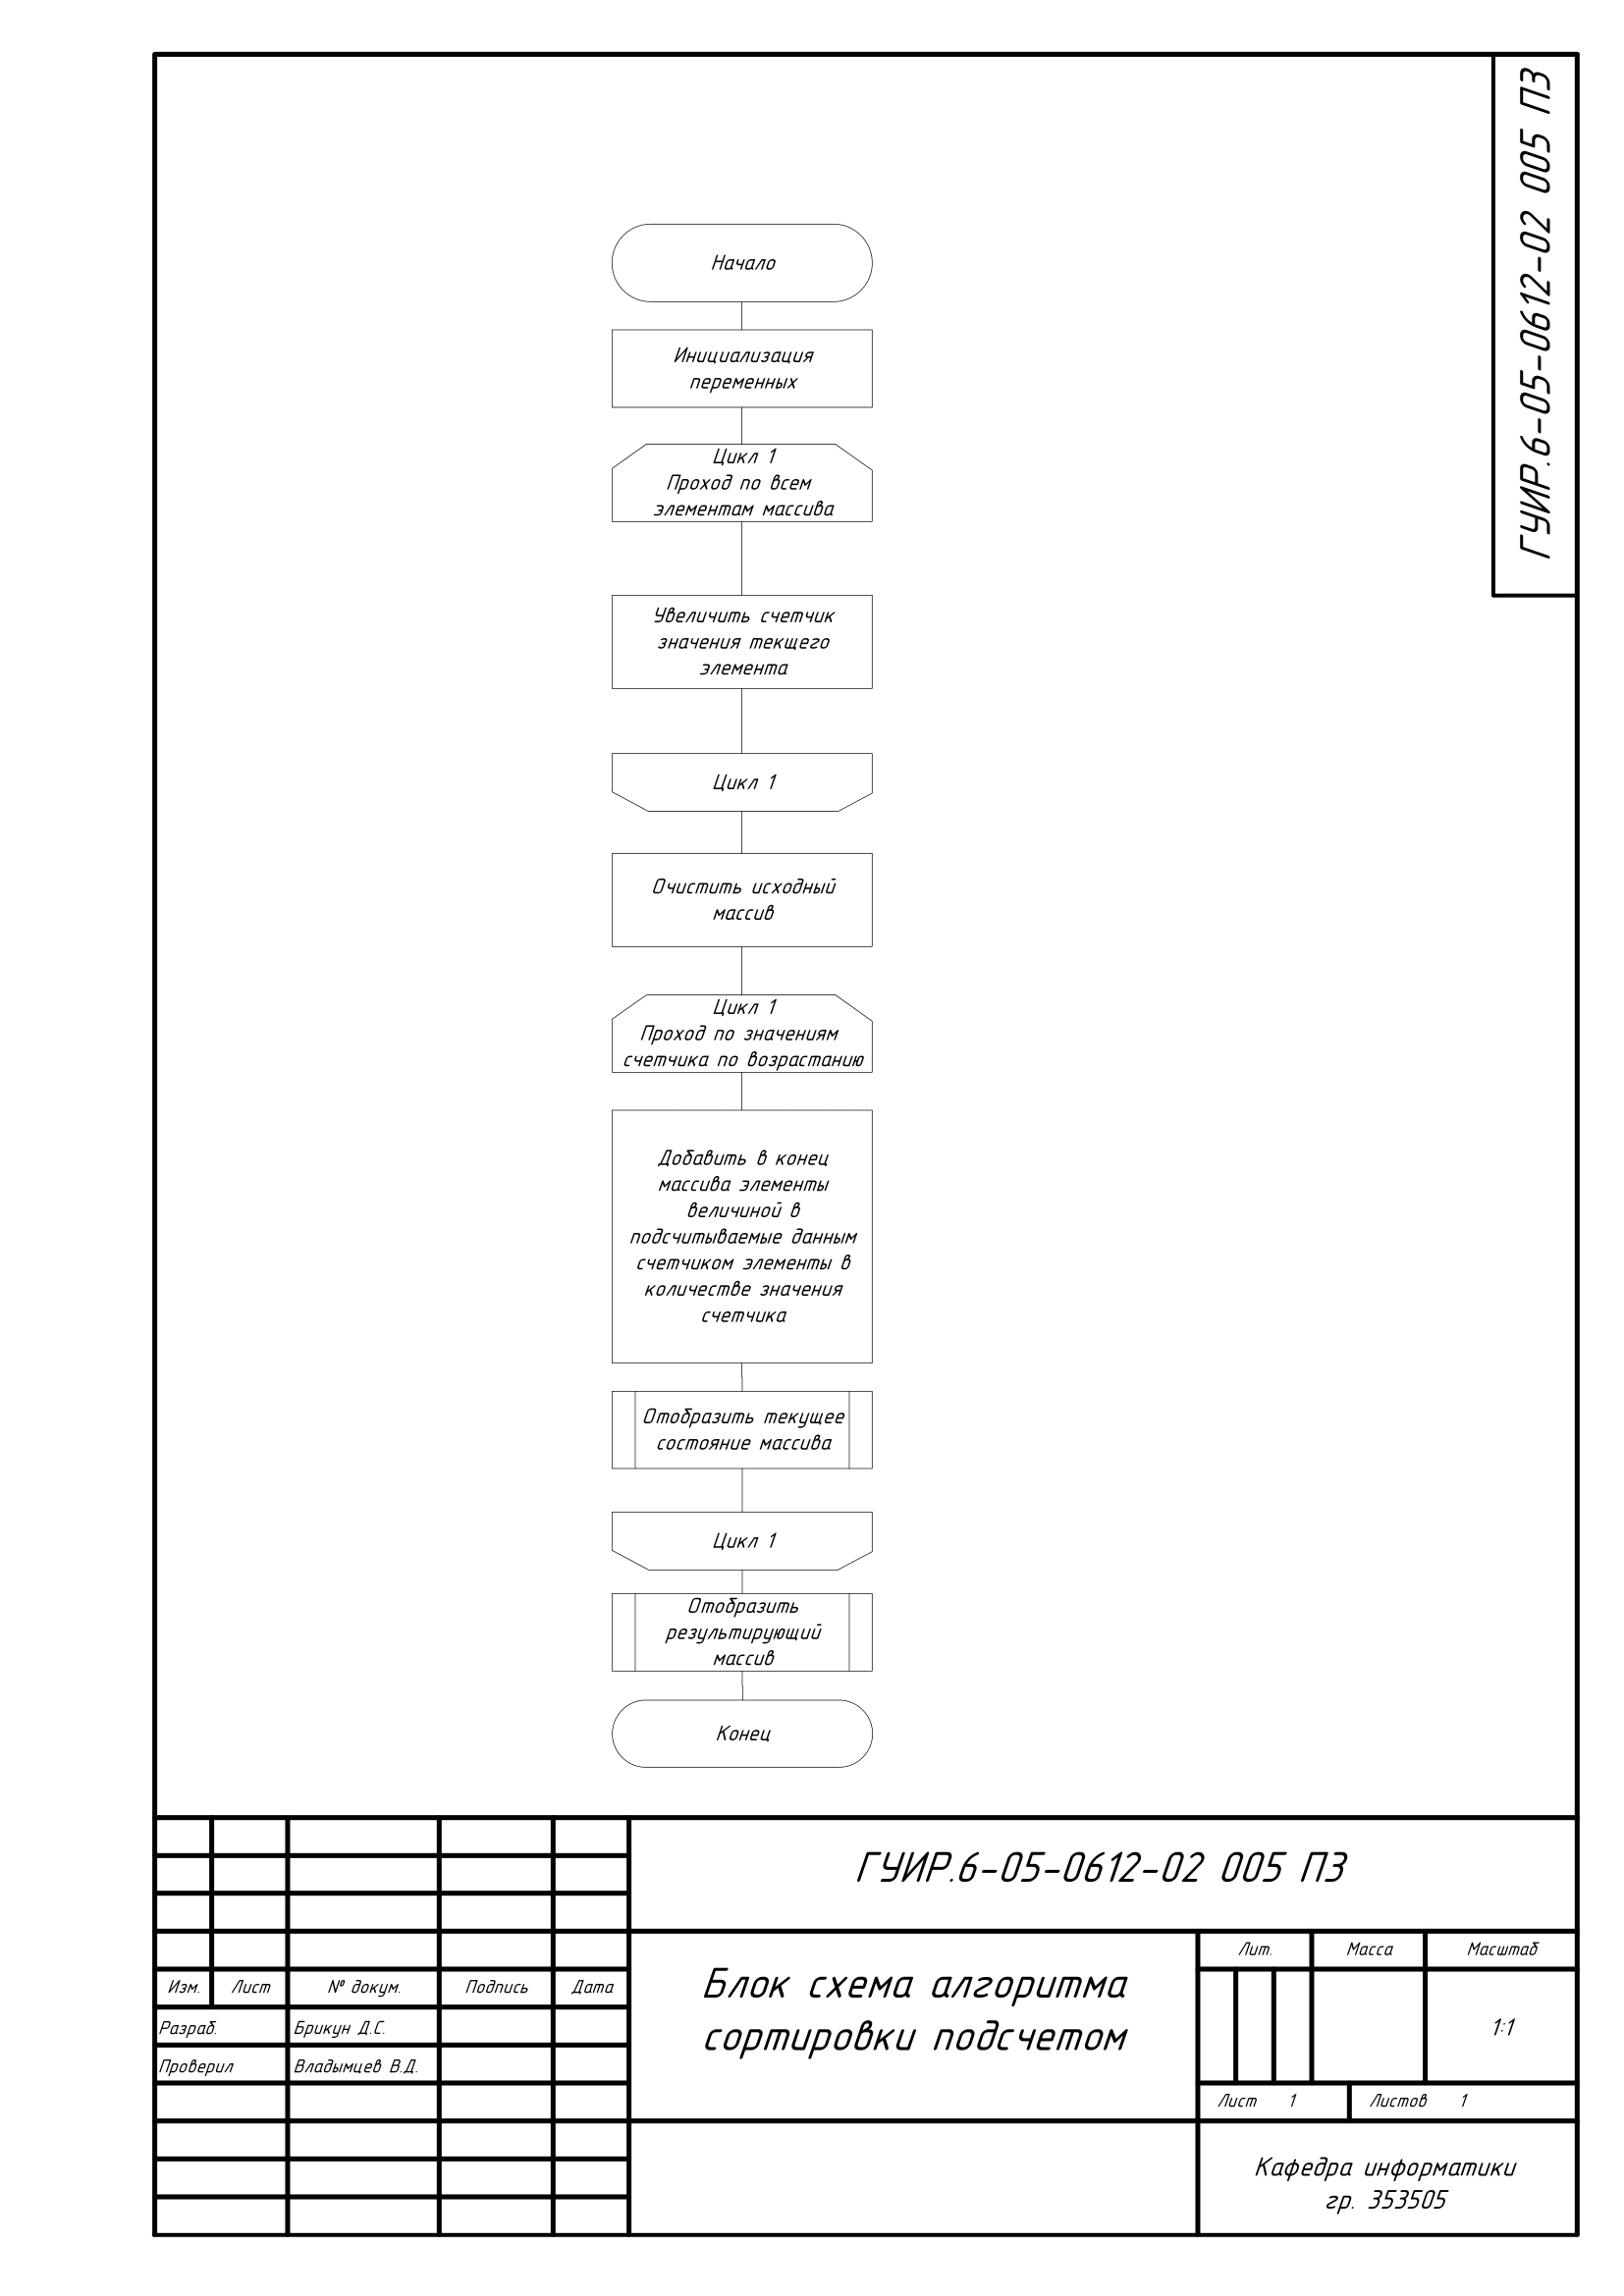 ГУИР.6-05-0612-02 005 ПЗ
Начало
Инициализация
переменных
Цикл 1
Проход по всем
элементам массива
Увеличить счетчик
значения текщего
элемента
Цикл 1
Очистить исходный
массив
Цикл 1
Проход по значениям
счетчика по возрастанию
Добавить в конец
массива элементы
величиной в
подсчитываемые данным
счетчиком элементы в
количестве значения
счетчика
Отобразить текущее
состояние массива
Цикл 1
Отобразить
результирующий
массив
Конец
ГУИР.6-05-0612-02 005 ПЗ
Лит. Масса Масштаб
Изм. Лист № докум. Подпись Дата
Блок схема алгоритма
сортировки подсчетом
1:1
Разраб. Брикун Д.С.
Проверил Владымцев В.Д.
Лист 1 Листов 1
Кафедра информатики
гр. 353505